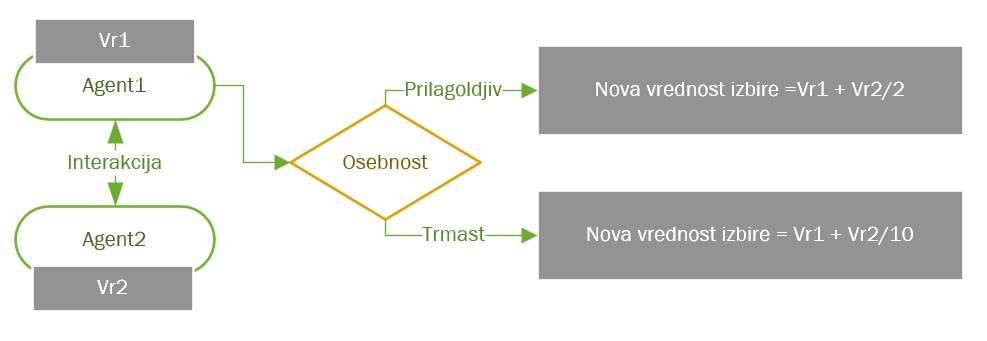 Vr1
Agent1
Interakcija
Agent2
Vr2
Osebnost
Prilagoldjiv
Nova vrednost izbire =Vr1 + Vr2/2
Trmast
Nova vrednost izbire = Vr1 + Vr2/10